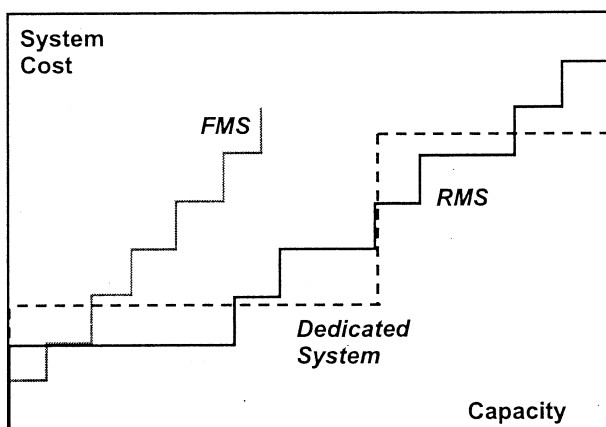 System
Cost
FMS
RMS
Dedicated
System
Capacity